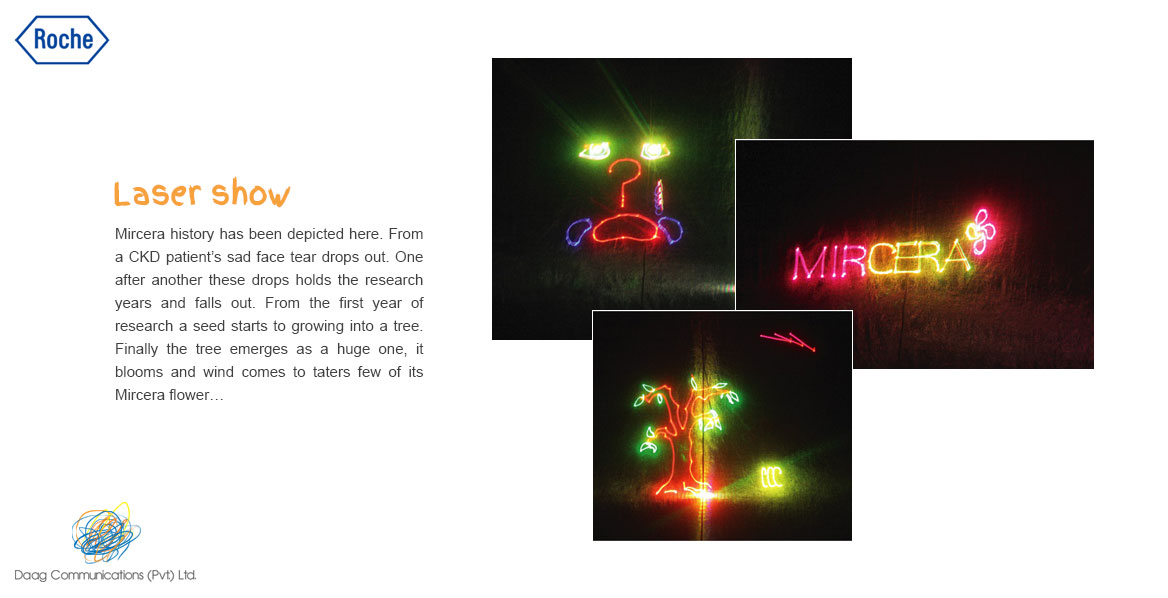 Roche
Laser show
Mircera history has been depicted here. From
a CKD patient’s sad face tear drops out. One
after another these drops holds the research
years and falls out. From the first year of
research a seed starts to growing into a tree.
Finally the tree emerges as a huge one, it
blooms and wind comes to taters few of its
Mircera flower…
MIRCERA
Daag Communications (Pvt) Ltd.